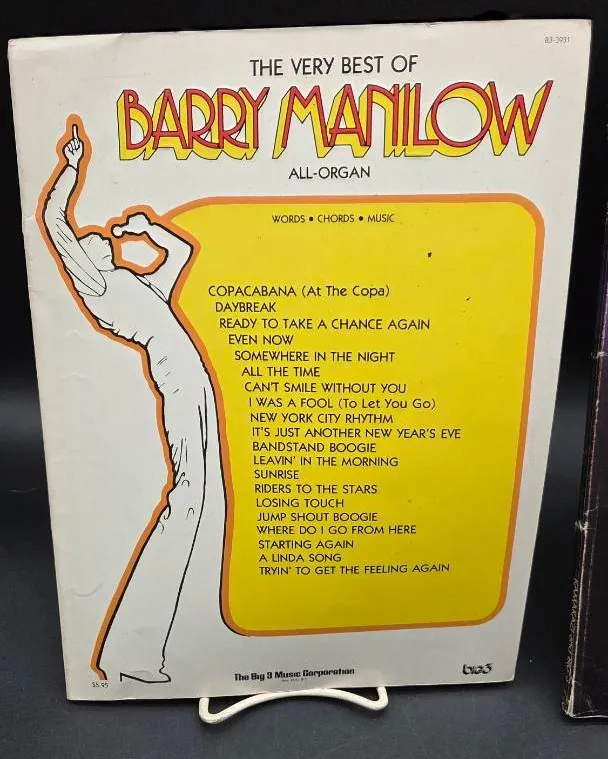 83-3931
THE VERY BEST OF
BARRY MANILOW
ALL-ORGAN
WORDS • CHORDS • MUSIC
COPACABANA (At The Copa)
DAYBREAK
READY TO TAKE A CHANCE AGAIN
EVEN NOW
SOMEWHERE IN THE NIGHT
ALL THE TIME
CAN'T SMILE WITHOUT YOU
I WAS A FOOL (To Let You Go)
NEW YORK CITY RHYTHM
IT'S JUST ANOTHER NEW YEAR'S EVE
BANDSTAND BOOGIE
LEAVIN' IN THE MORNING
SUNRISE
RIDERS TO THE STARS
LOSING TOUCH
JUMP SHOUT BOOGIE
WHERE DO I GO FROM HERE
STARTING AGAIN
A LINDA SONG
TRYIN' TO GET THE FEELING AGAIN
The Big 3 Music Corporation
big3
$5.95